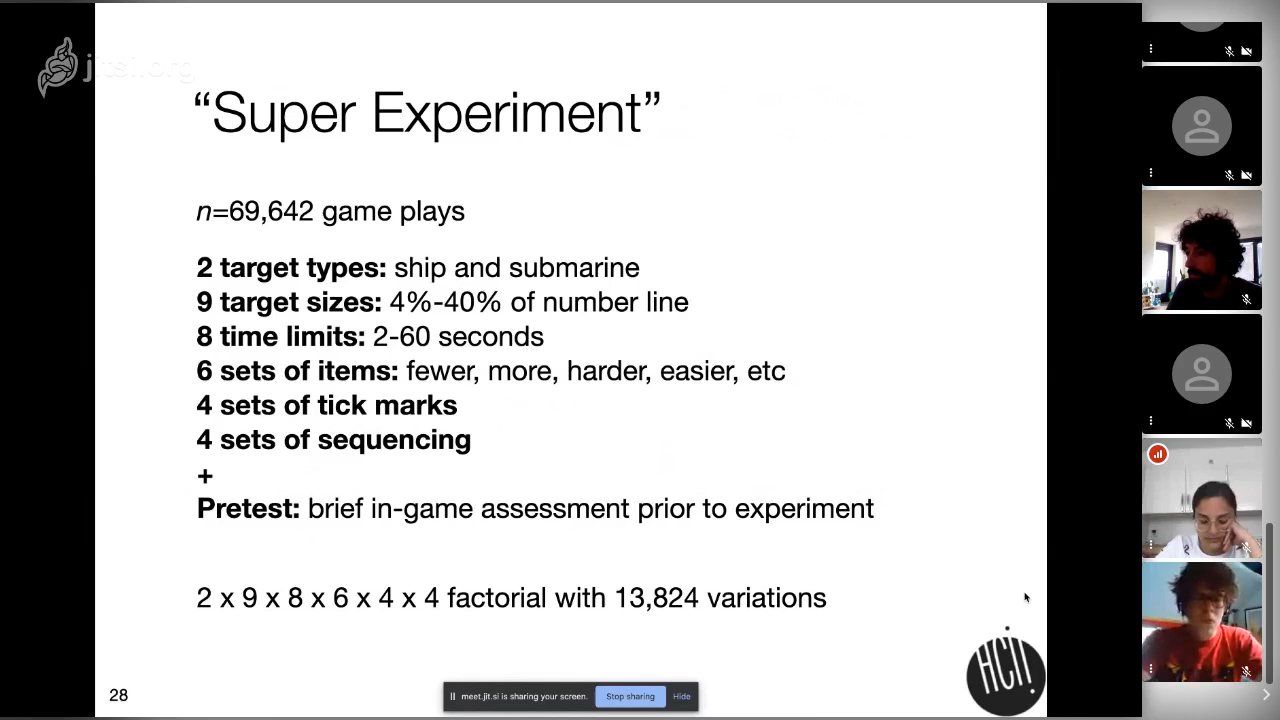 jitsi.org
“Super Experiment”
n=69,642 game plays
2 target types: ship and submarine
9 target sizes: 4%-40% of number line
8 time limits: 2-60 seconds
6 sets of items: fewer, more, harder, easier, etc
4 sets of tick marks
4 sets of sequencing
+
Pretest: brief in-game assessment prior to experiment
2 x 9 x 8 x 6 x 4 x 4 factorial with 13,824 variations
HCII
28
meet.jit.si is sharing your screen.
Stop sharing
Hide